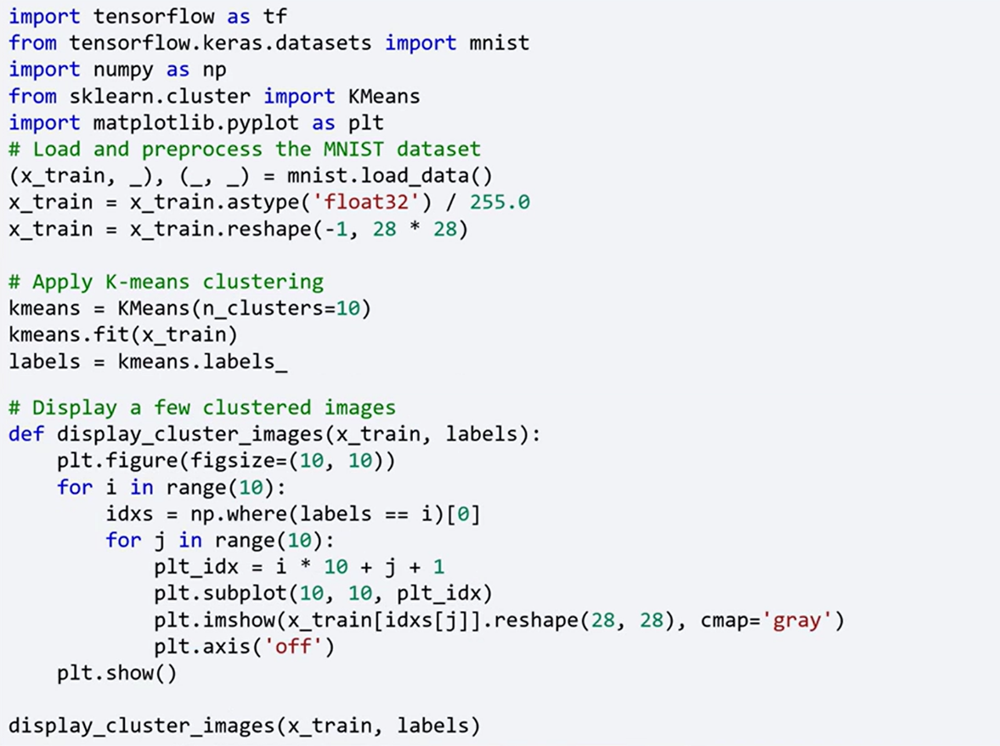 import tensorflow as tf
from tensorflow.keras.datasets import mnist
import numpy as np
from sklearn.cluster import KMeans
import matplotlib.pyplot as plt
# Load and preprocess the MNIST dataset
(x_train, _), (_, _) = mnist.load_data()
x_train = x_train.astype('float32') / 255.0
x_train = x_train.reshape(-1, 28 * 28)

# Apply K-means clustering
kmeans = KMeans(n_clusters=10)
kmeans.fit(x_train)
labels = kmeans.labels_

# Display a few clustered images
def display_cluster_images(x_train, labels):
    plt.figure(figsize=(10, 10))
    for i in range(10):
        idxs = np.where(labels == i)[0]
        for j in range(10):
            plt_idx = i * 10 + j + 1
            plt.subplot(10, 10, plt_idx)
            plt.imshow(x_train[idxs[j]].reshape(28, 28), cmap='gray')
            plt.axis('off')
    plt.show()

display_cluster_images(x_train, labels)